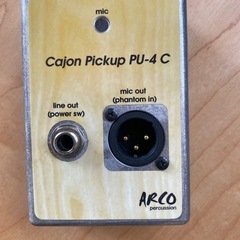 mic
Cajon Pickup PU-4 C
line out
(power sw)
mic out
(phantom in)
ARCO
percussion